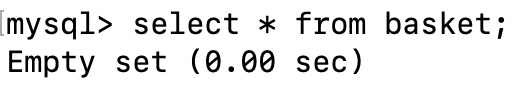 mysql> select * from basket;
Empty set (0.00 sec)